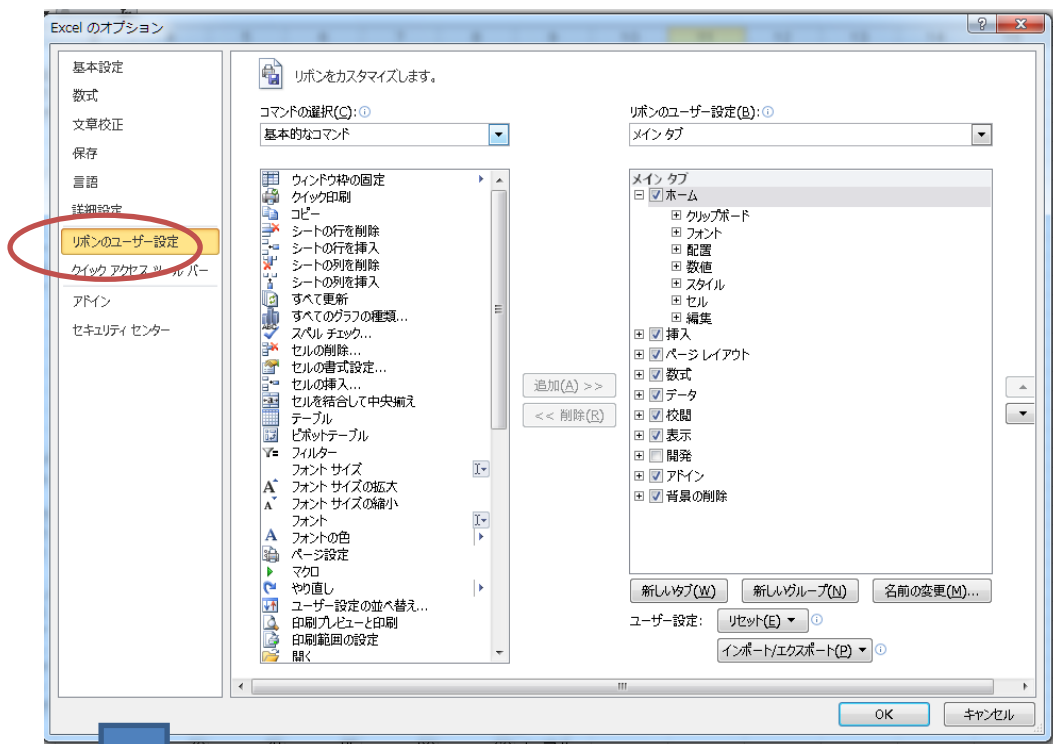 Excel のオプション
基本設定
数式
文章校正
保存
言語
詳細設定
リボンのユーザー設定
クイック アクセス ツール バー
アドイン
セキュリティ センター
リボンをカスタマイズします。
コマンドの選択(C):
基本的なコマンド
ウィンドウ枠の固定
クイック印刷
コピー
シートの行を削除
シートの行を挿入
シートの列を削除
シートの列を挿入
すべて更新
すべてのグラフの種類...
スペル チェック...
セルの削除...
セルの書式設定...
セルの挿入...
セルを結合して中央揃え
テーブル
ピボットテーブル
フィルター
フォント サイズ
フォント サイズの拡大
フォント サイズの縮小
フォント
フォントの色
ページ設定
マクロ
やり直し
ユーザー設定の並べ替え...
印刷プレビューと印刷
印刷範囲の設定
開く
追加(A) >>
<< 削除(R)
リボンのユーザー設定(B):
メイン タブ
メイン タブ
ホーム
クリップボード
フォント
配置
数値
スタイル
セル
編集
挿入
ページ レイアウト
数式
データ
校閲
表示
開発
アドイン
背景の削除
新しいタブ(W) 新しいグループ(N) 名前の変更(M)...
ユーザー設定: リセット(E)
インポート/エクスポート(P)
OK キャンセル